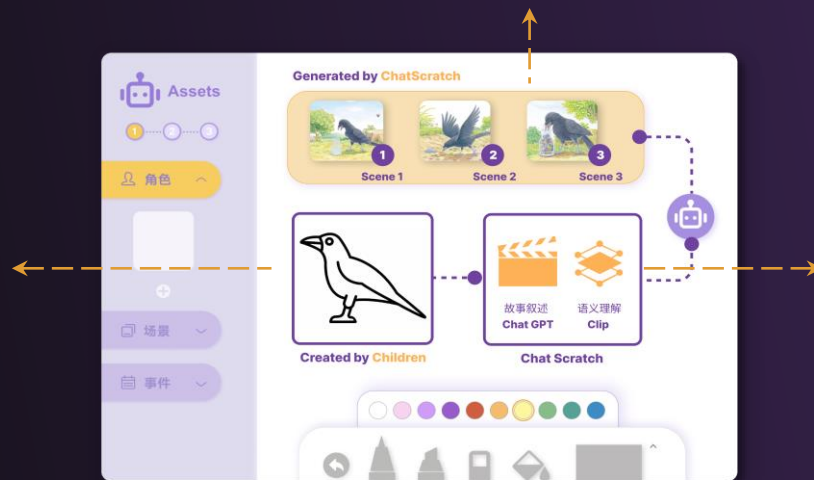 Assets
1 2 3
角色
场景
事件
Generated by ChatScratch
1 2 3
Scene 1 Scene 2 Scene 3
故事叙述 语义理解
Chat GPT Clip
Created by Children
Chat Scratch